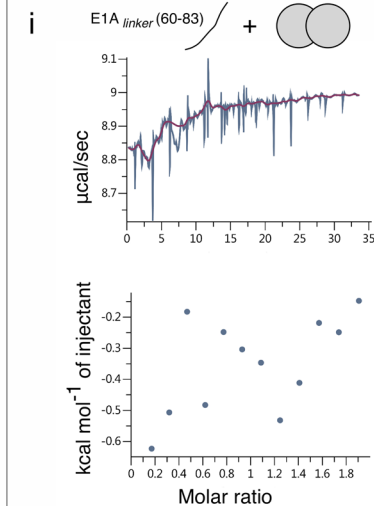 i
E1A linker (60-83)
+
9.1
9
8.9
8.8
8.7
µcal/sec
0 5 10 15 20 25 30 35
-0.2
-0.3
-0.4
-0.5
-0.6
kcal mol-1 of injectant
0 0.2 0.4 0.6 0.8 1 1.2 1.4 1.6 1.8
Molar ratio